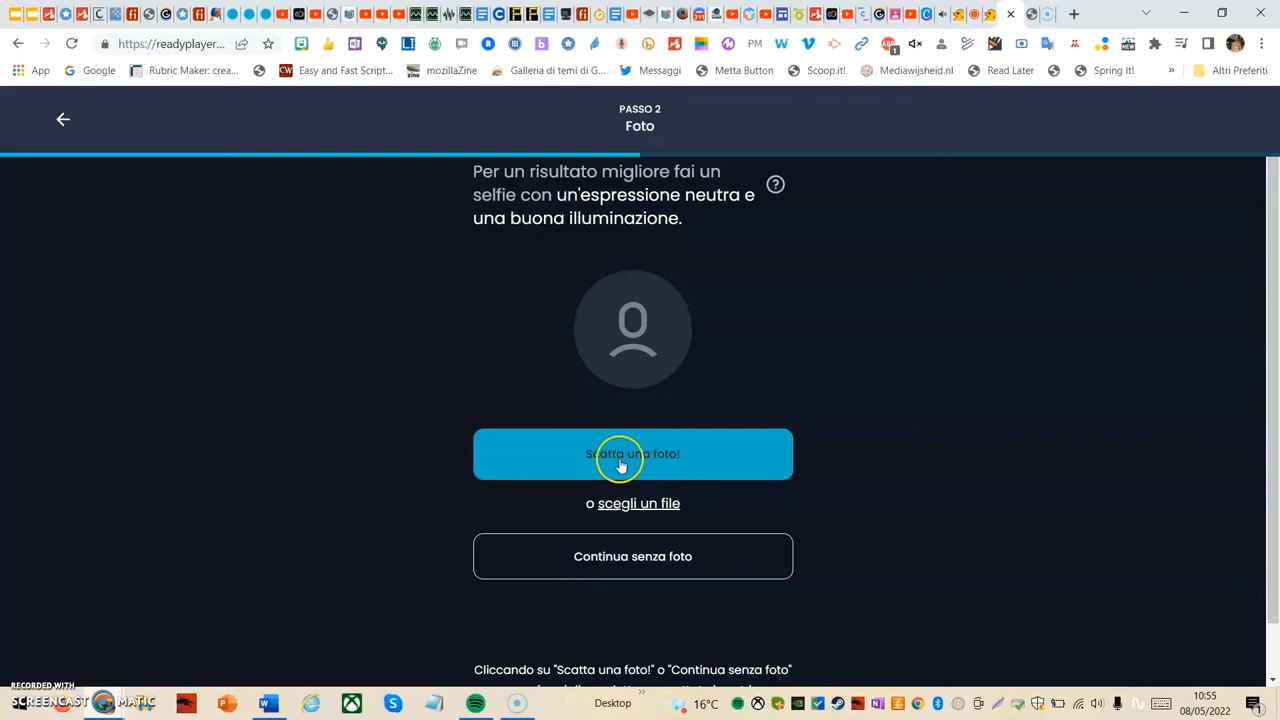 https://readyplayer...
PM
App
Google
Rubric Maker: crea...
Easy and Fast Script...
mozillaZine
Galleria di temi di G...
Messaggi
Metta Button
Scoop.it!
Mediawijsheid.nl
Read Later
Spring It!
»
Altri Preferiti
PASSO 2
Foto
Per un risultato migliore fai un
selfie con un'espressione neutra e
una buona illuminazione.
Scatta una foto!
o scegli un file
Continua senza foto
Cliccando su "Scatta una foto!" o "Continua senza foto"
RECORDED WITH
SCREENCAST MATIC
Desktop
16°C
10:55
08/05/2022